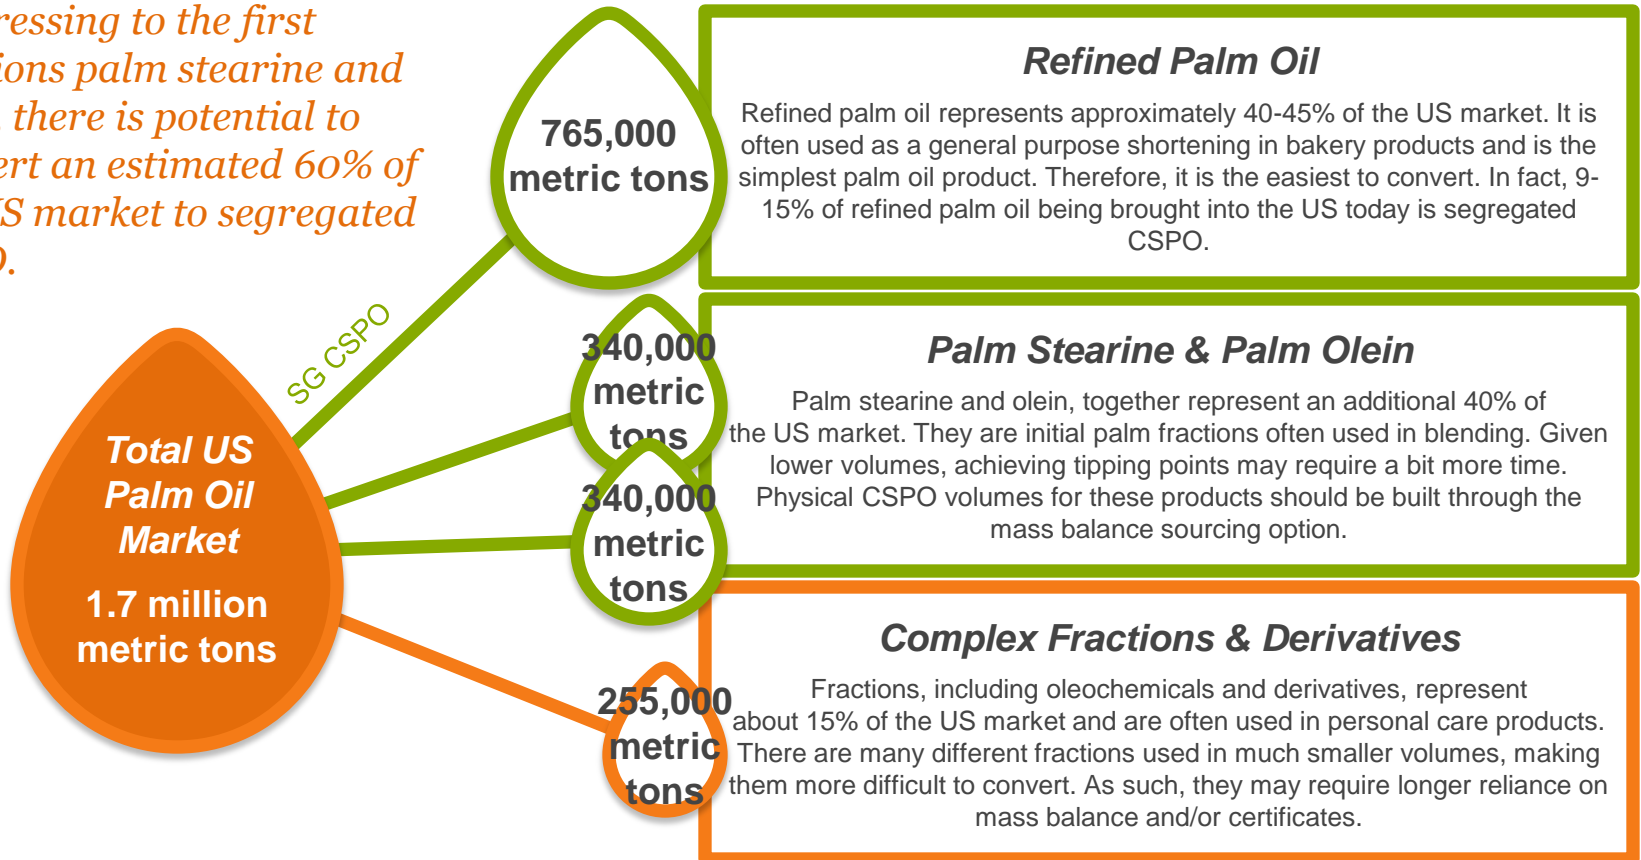 ressing to the first
ions palm stearine and
there is potential to
ert an estimated 60% of
S market to segregated
Total US
Palm Oil
Market
1.7 million
metric tons
SG CSPO
765,000
metric tons
Refined Palm Oil
Refined palm oil represents approximately 40-45% of the US market. It is
often used as a general purpose shortening in bakery products and is the
simplest palm oil product. Therefore, it is the easiest to convert. In fact, 9-
15% of refined palm oil being brought into the US today is segregated
CSPO.
340,000
metric
tons
340,000
metric
tons
Palm Stearine & Palm Olein
Palm stearine and olein, together represent an additional 40% of
the US market. They are initial palm fractions often used in blending. Given
lower volumes, achieving tipping points may require a bit more time.
Physical CSPO volumes for these products should be built through the
mass balance sourcing option.
255,000
metric
tons
Complex Fractions & Derivatives
Fractions, including oleochemicals and derivatives, represent
about 15% of the US market and are often used in personal care products.
There are many different fractions used in much smaller volumes, making
them more difficult to convert. As such, they may require longer reliance on
mass balance and/or certificates.